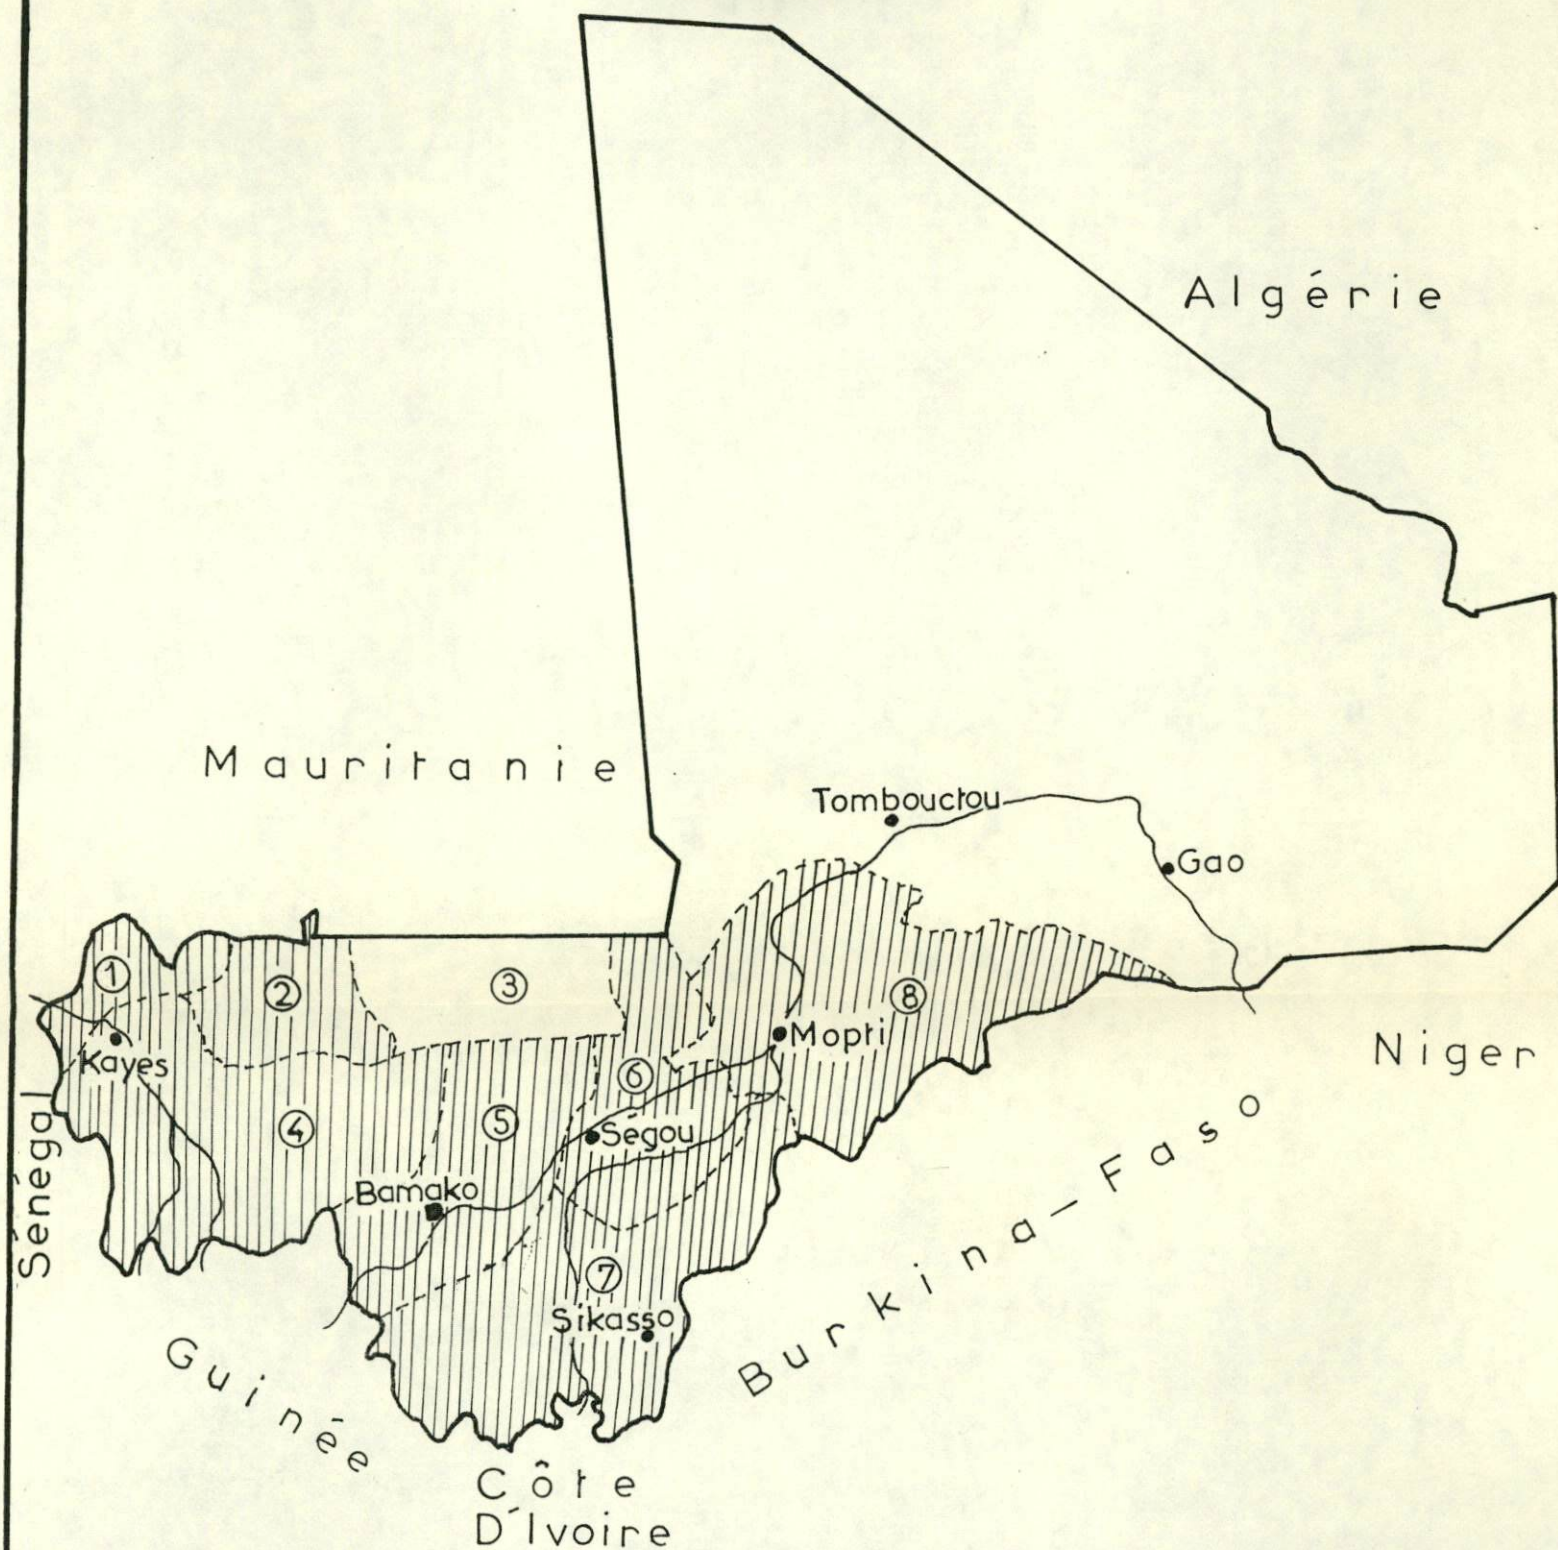 Algérie
Mauritanie
Tombouctou
Gao
①
②
③
⑧
Kayes
Mopti
Niger
⑥
④
⑤
Ségou
Sénégal
Bamako
Burkina-Faso
⑦
Sikasso
Guinée
Côte
D'Ivoire